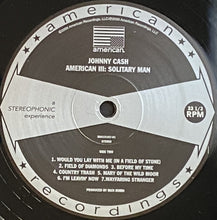 american
american.
JOHNNY CASH
AMERICAN III: SOLITARY MAN
a
STEREOPHONIC
experience
33 1/3
RPM
SIDE TWO
1. WOULD YOU LAY WITH ME (IN A FIELD OF STONE)
2. FIELD OF DIAMONDS 3. BEFORE MY TIME
4. COUNTRY TRASH 5. MARY OF THE WILD MOOR
6. I'M LEAVIN' NOW 7. WAYFARING STRANGER
PRODUCED BY RICK RUBIN
recordings